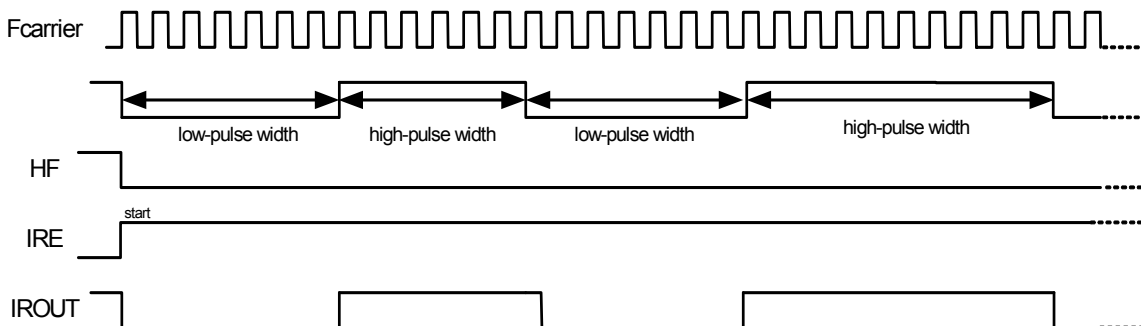 Fcarrier
low-pulse width
high-pulse width
low-pulse width
high-pulse width
HF
start
IRE
IROUT